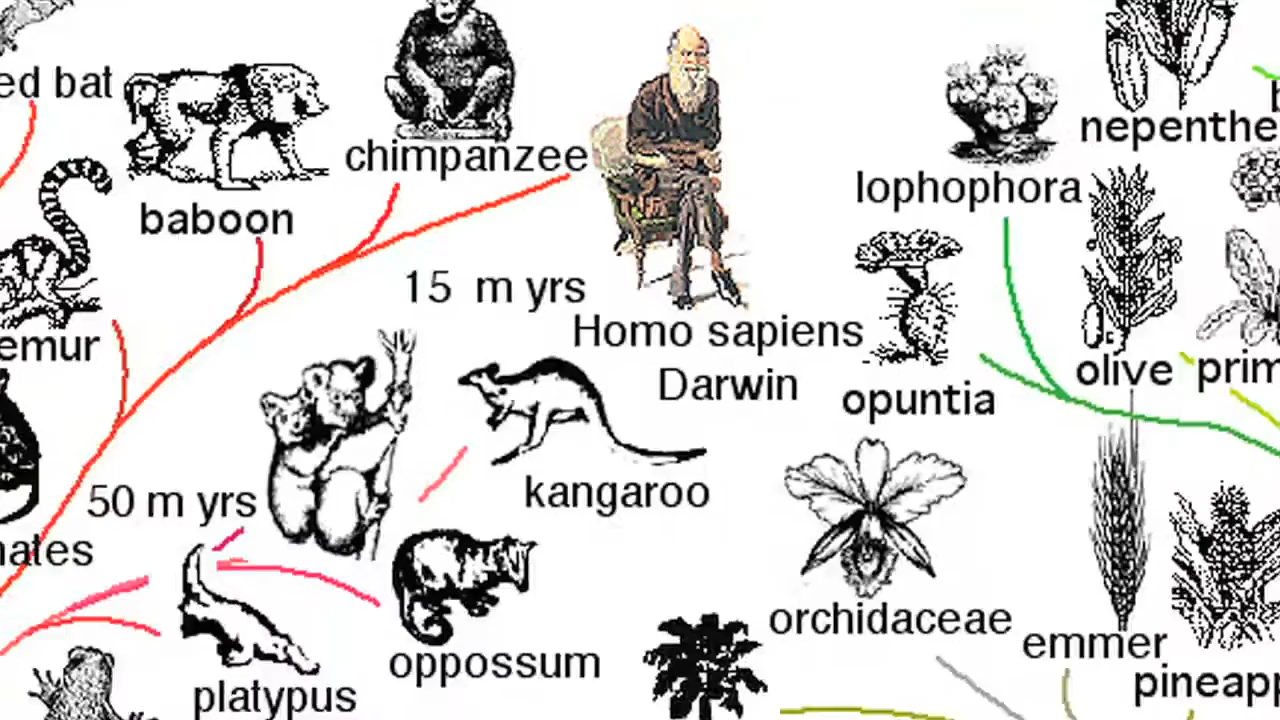 ed bat
chimpanzee
baboon
lophophora
nepenthe
15 m yrs
emur
Homo sapiens
Darwin
olive
prim
opuntia
50 m yrs
kangaroo
nates
orchidaceae
emmer
oppossum
platypus
pineapp